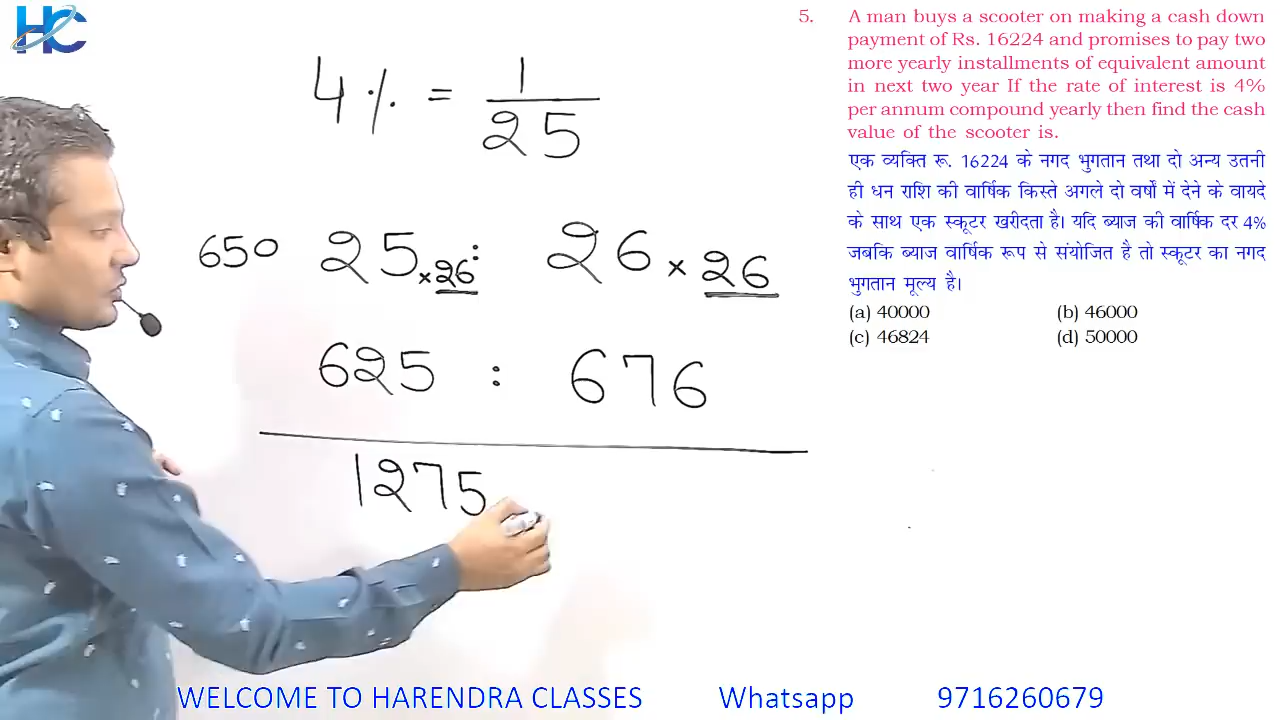 HC
4% = 1/25
650 25 × 26 : 26 × 26
625 : 676
1275
5. A man buys a scooter on making a cash down
payment of Rs. 16224 and promises to pay two
more yearly installments of equivalent amount
in next two year If the rate of interest is 4%
per annum compound yearly then find the cash
value of the scooter is.
एक व्यक्ति रू. 16224 के नगद भुगतान तथा दो अन्य उतनी
ही धन राशि की वार्षिक किस्ते अगले दो वर्षों में देने के वायदे
के साथ एक स्कूटर खरीदता है। यदि ब्याज की वार्षिक दर 4%
जबकि ब्याज वार्षिक रूप से संयोजित है तो स्कूटर का नगद
भुगतान मूल्य है।
(a) 40000 (b) 46000
(c) 46824 (d) 50000
WELCOME TO HARENDRA CLASSES Whatsapp 9716260679